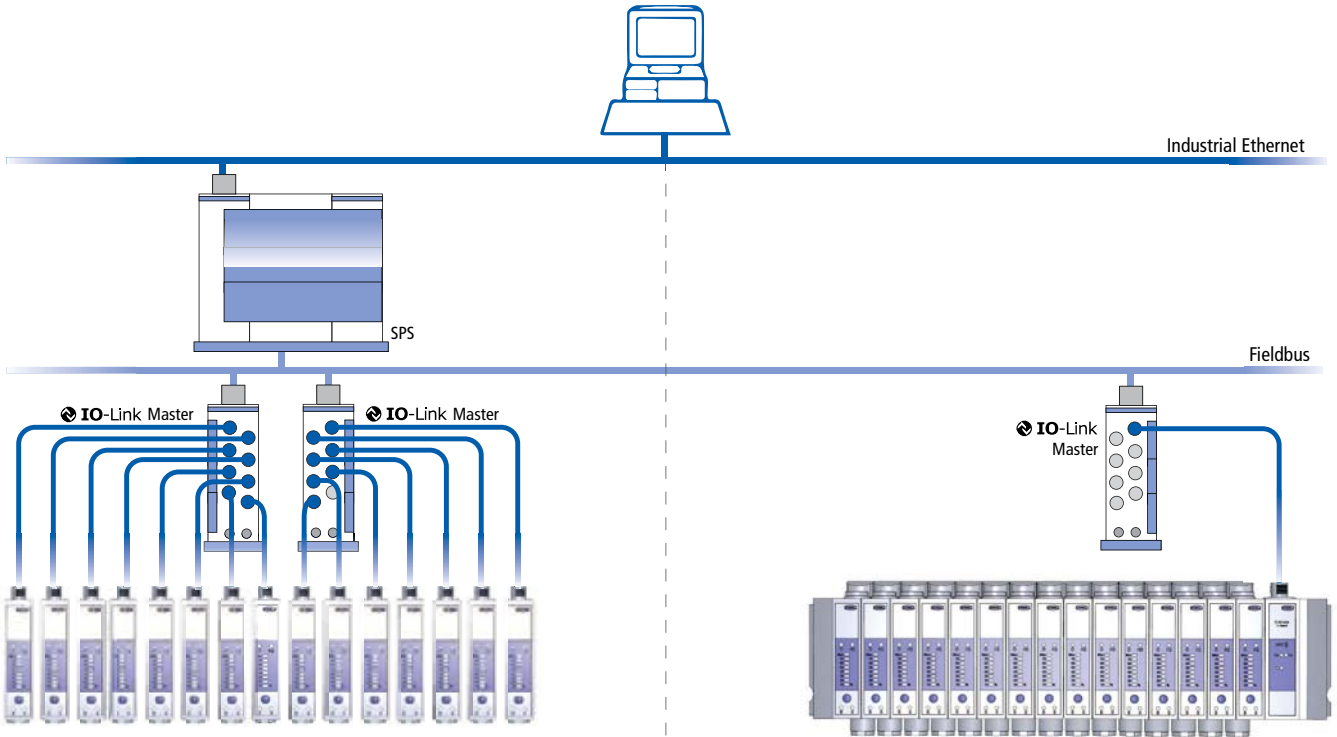 Industrial Ethernet
SPS
Fieldbus
IO-Link Master
IO-Link Master
IO-Link
Master